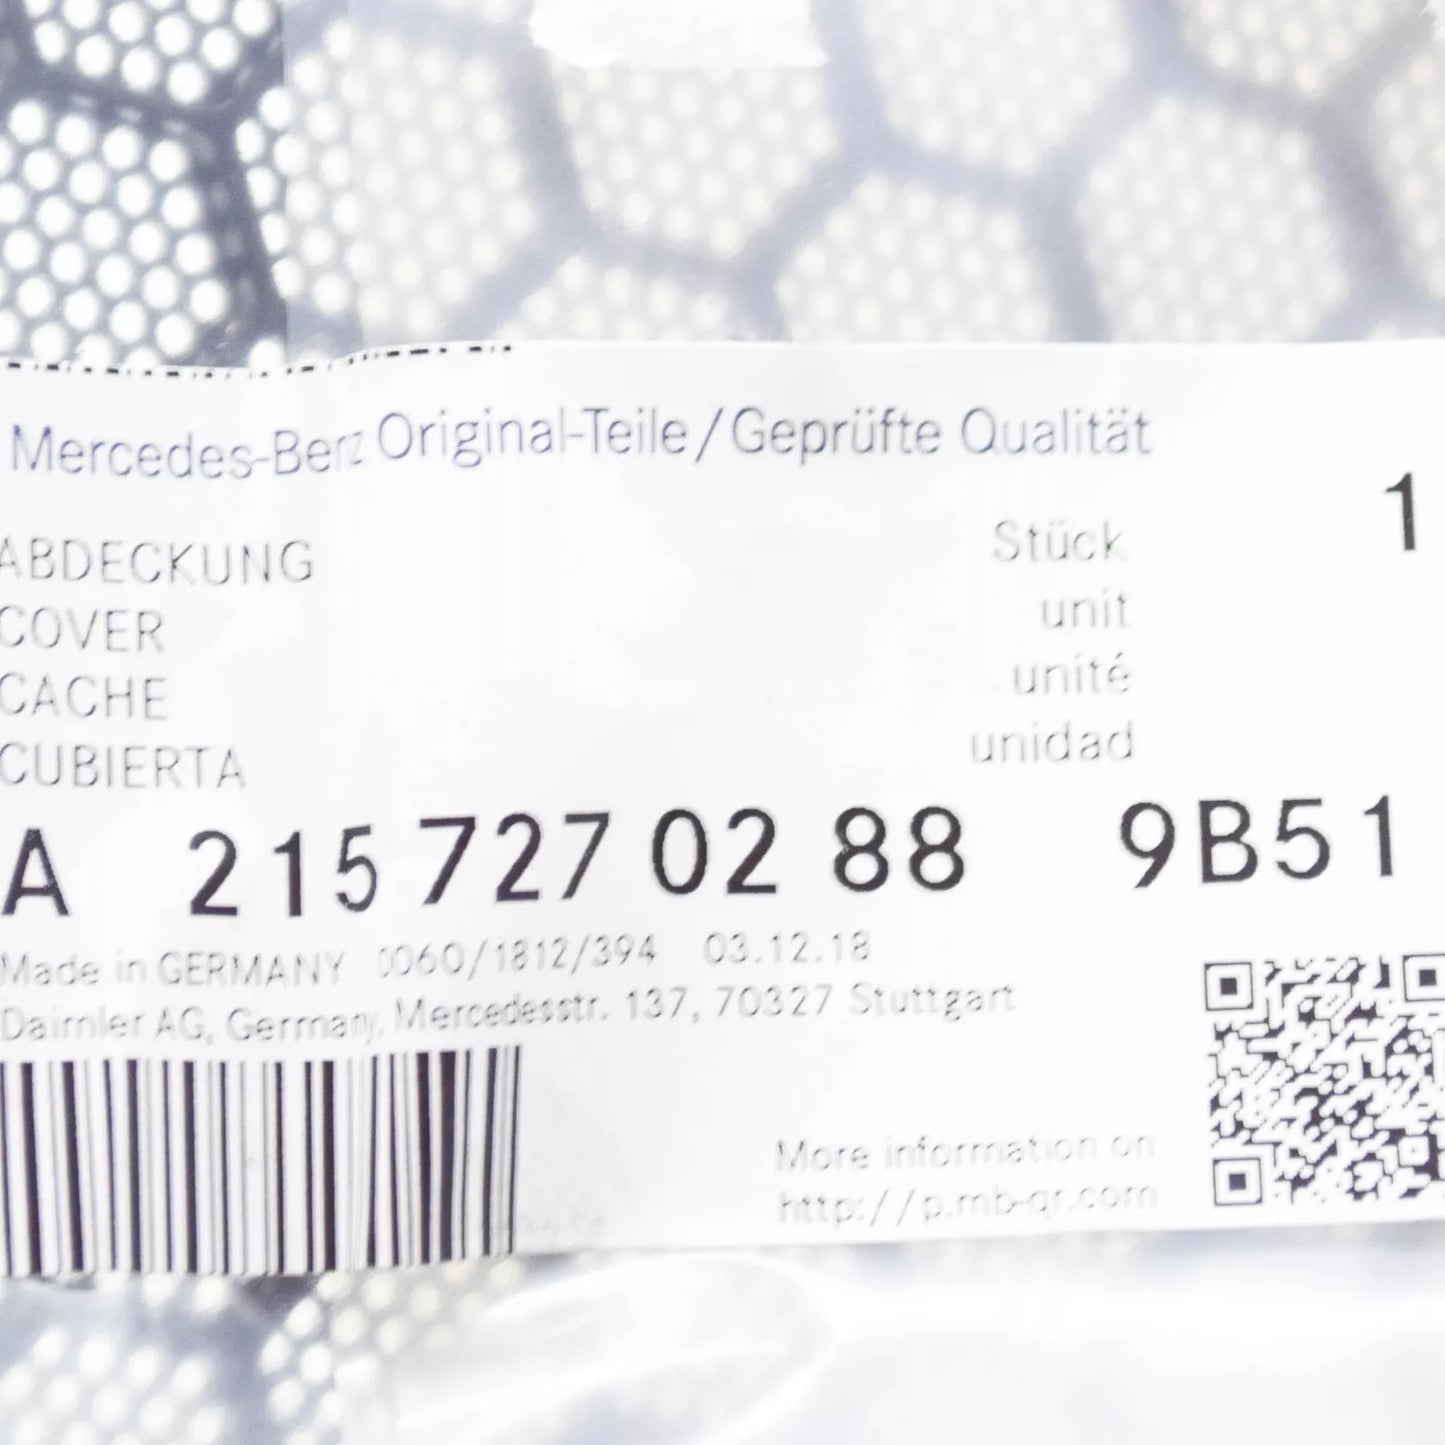 Mercedes-Benz Original-Teile/Geprüfte Qualität
1
ABDECKUNG
Stück
COVER
unit
CACHE
unité
CUBIERTA
unidad
A 215 727 02 88 9B51
Made in GERMANY 0060/1812/394 03.12.18
Daimler AG, Germany, Mercedesstr. 137, 70327 Stuttgart
More information on
http://p.mb-qr.com